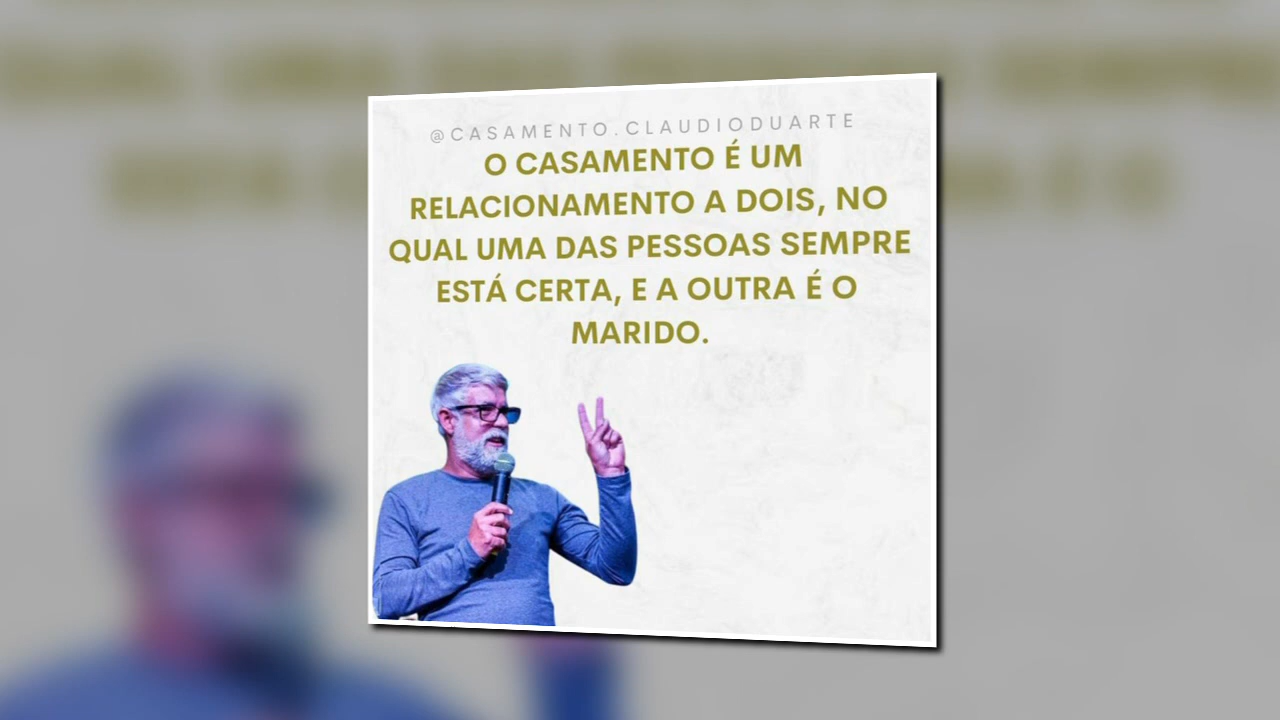 @CASAMENTO.CLAUDIODUARTE
O CASAMENTO É UM
RELACIONAMENTO A DOIS, NO
QUAL UMA DAS PESSOAS SEMPRE
ESTÁ CERTA, E A OUTRA É O
MARIDO.